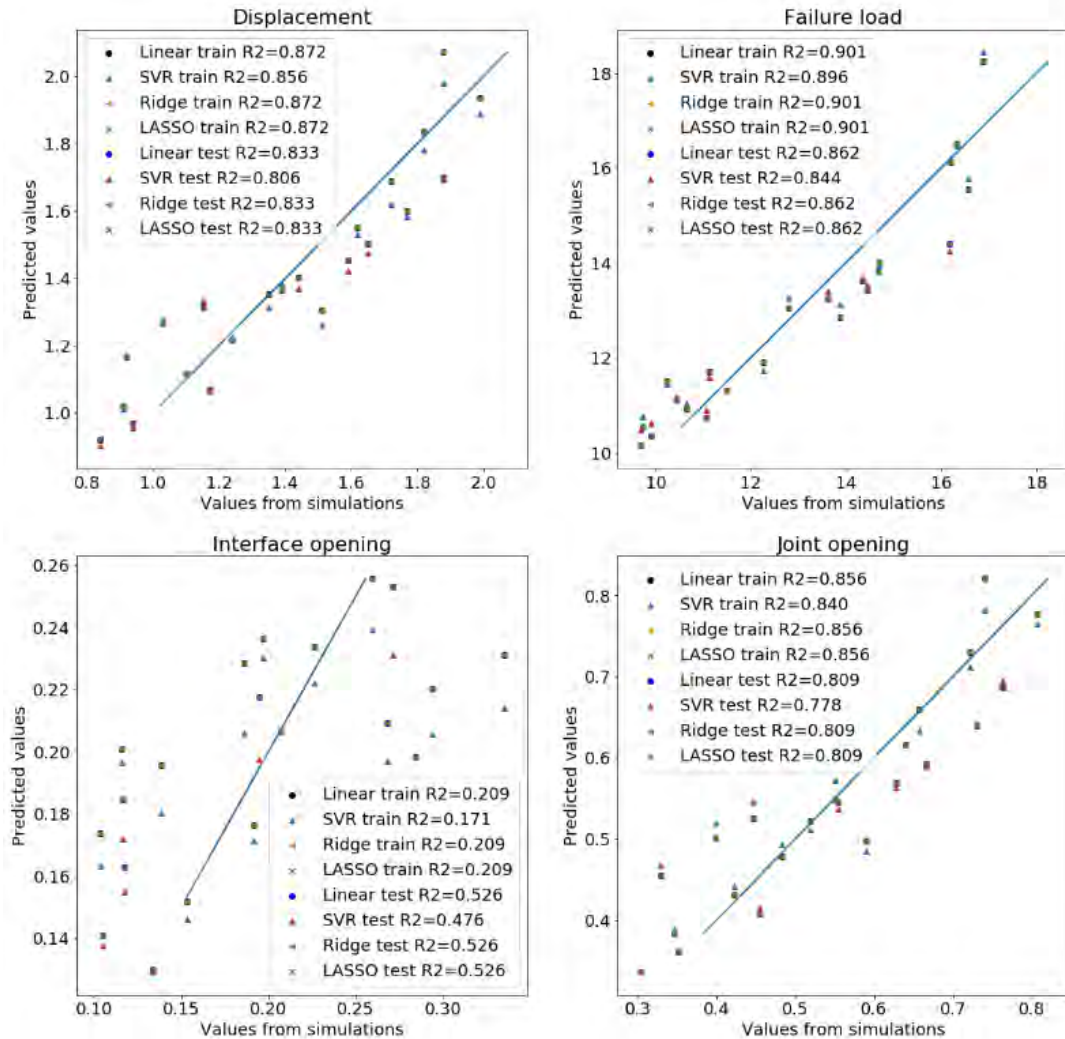 Displacement
Linear train R2=0.872
SVR train R2=0.856
Ridge train R2=0.872
LASSO train R2=0.872
Linear test R2=0.833
SVR test R2=0.806
Ridge test R2=0.833
LASSO test R2=0.833
2.0
1.8
1.6
1.4
1.2
1.0
Predicted values
0.8 1.0 1.2 1.4 1.6 1.8 2.0
Values from simulations
Failure load
Linear train R2=0.901
SVR train R2=0.896
Ridge train R2=0.901
LASSO train R2=0.901
Linear test R2=0.862
SVR test R2=0.844
Ridge test R2=0.862
LASSO test R2=0.862
18
16
14
12
10
Predicted values
10 12 14 16 18
Values from simulations
Interface opening
0.26
0.24
0.22
0.20
0.18
0.16
0.14
Predicted values
Linear train R2=0.209
SVR train R2=0.171
Ridge train R2=0.209
LASSO train R2=0.209
Linear test R2=0.526
SVR test R2=0.476
Ridge test R2=0.526
LASSO test R2=0.526
0.10 0.15 0.20 0.25 0.30
Values from simulations
Joint opening
Linear train R2=0.856
SVR train R2=0.840
Ridge train R2=0.856
LASSO train R2=0.856
Linear test R2=0.809
SVR test R2=0.778
Ridge test R2=0.809
LASSO test R2=0.809
0.8
0.7
0.6
0.5
0.4
Predicted values
0.3 0.4 0.5 0.6 0.7 0.8
Values from simulations